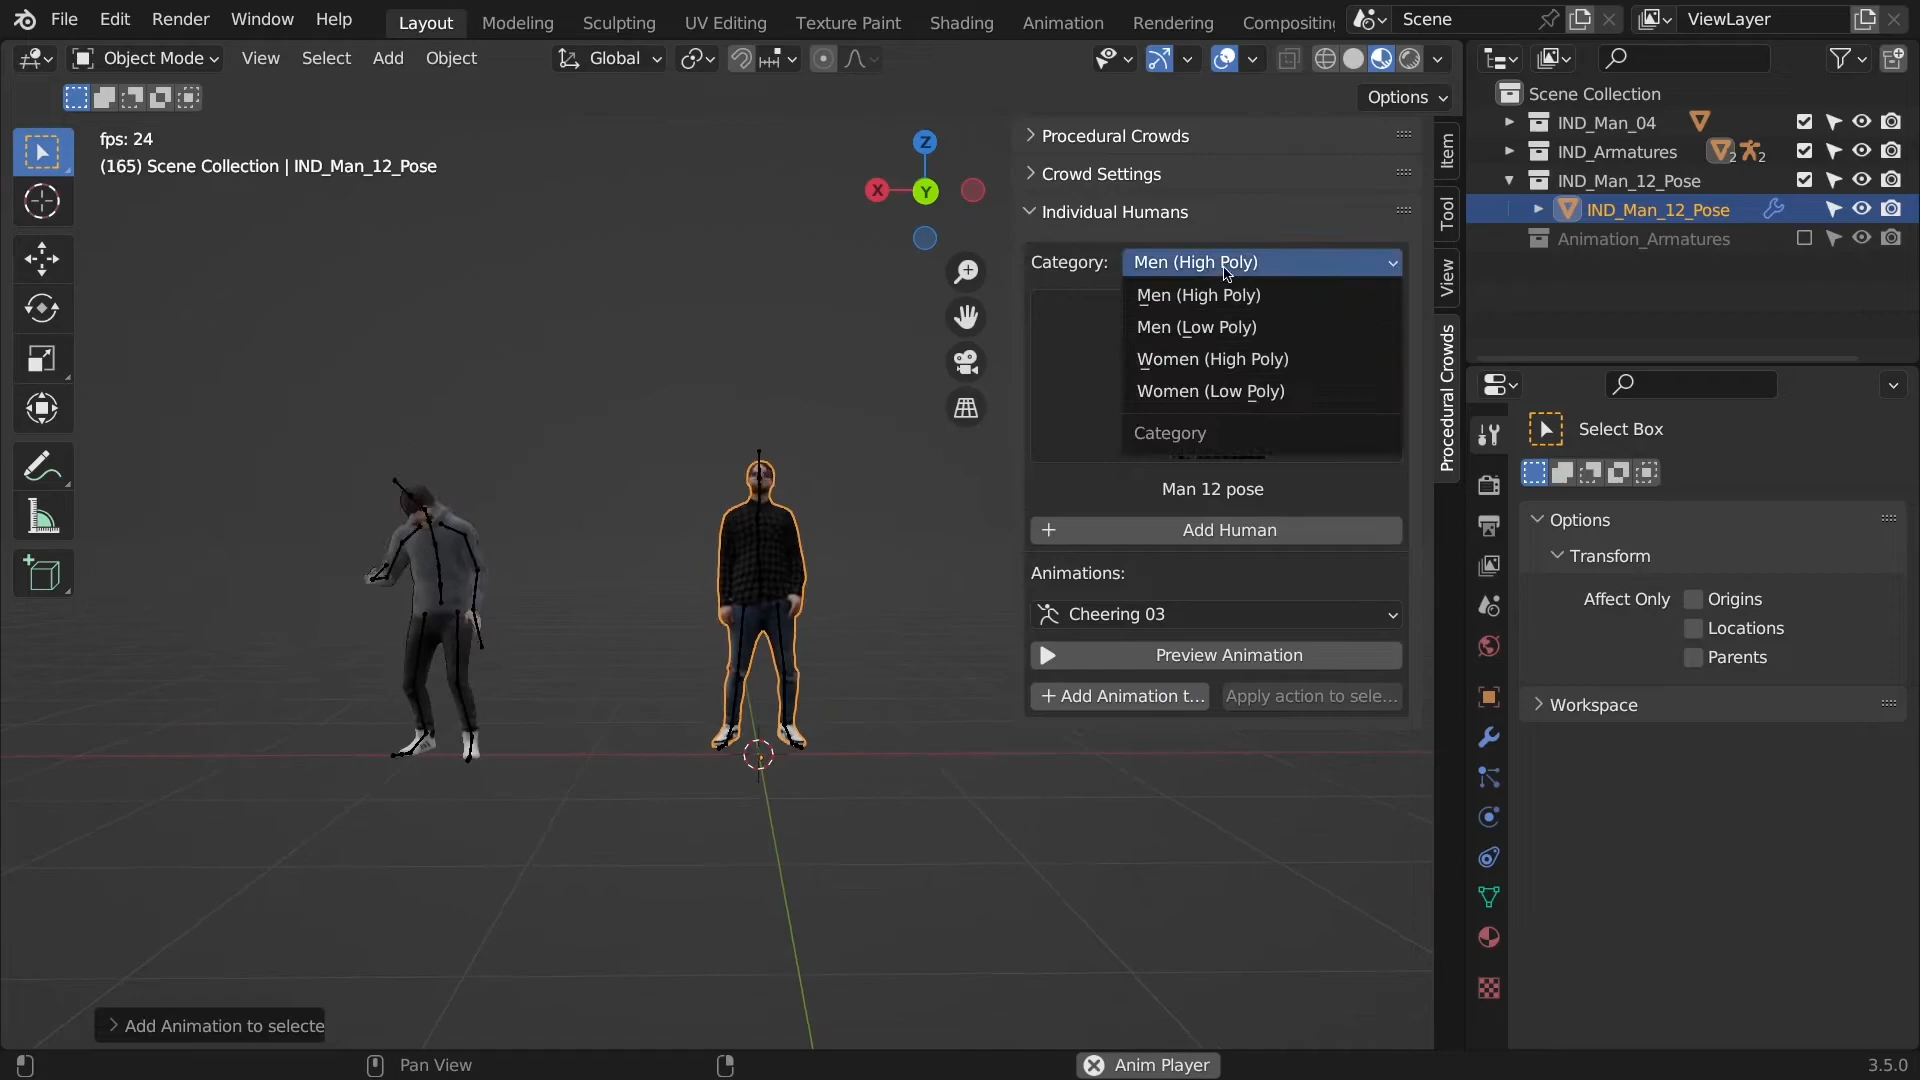 File Edit Render Window Help Layout Modeling Sculpting UV Editing Texture Paint Shading Animation Rendering Compositing Scene ViewLayer
Object Mode View Select Add Object Global
Options
fps: 24
(165) Scene Collection | IND_Man_12_Pose
Z
X
Y
Procedural Crowds
Crowd Settings
Individual Humans
Category: Men (High Poly)
Men (High Poly)
Men (Low Poly)
Women (High Poly)
Women (Low Poly)
Category
Man 12 pose
Add Human
Animations:
Cheering 03
Preview Animation
Add Animation t... Apply action to sele...
Item
Tool
View
Procedural Crowds
Scene Collection
IND_Man_04
IND_Armatures 2 2
IND_Man_12_Pose
IND_Man_12_Pose
Animation_Armatures
Select Box
Options
Transform
Affect Only Origins
Locations
Parents
Workspace
Add Animation to selecte
Pan View Anim Player 3.5.0